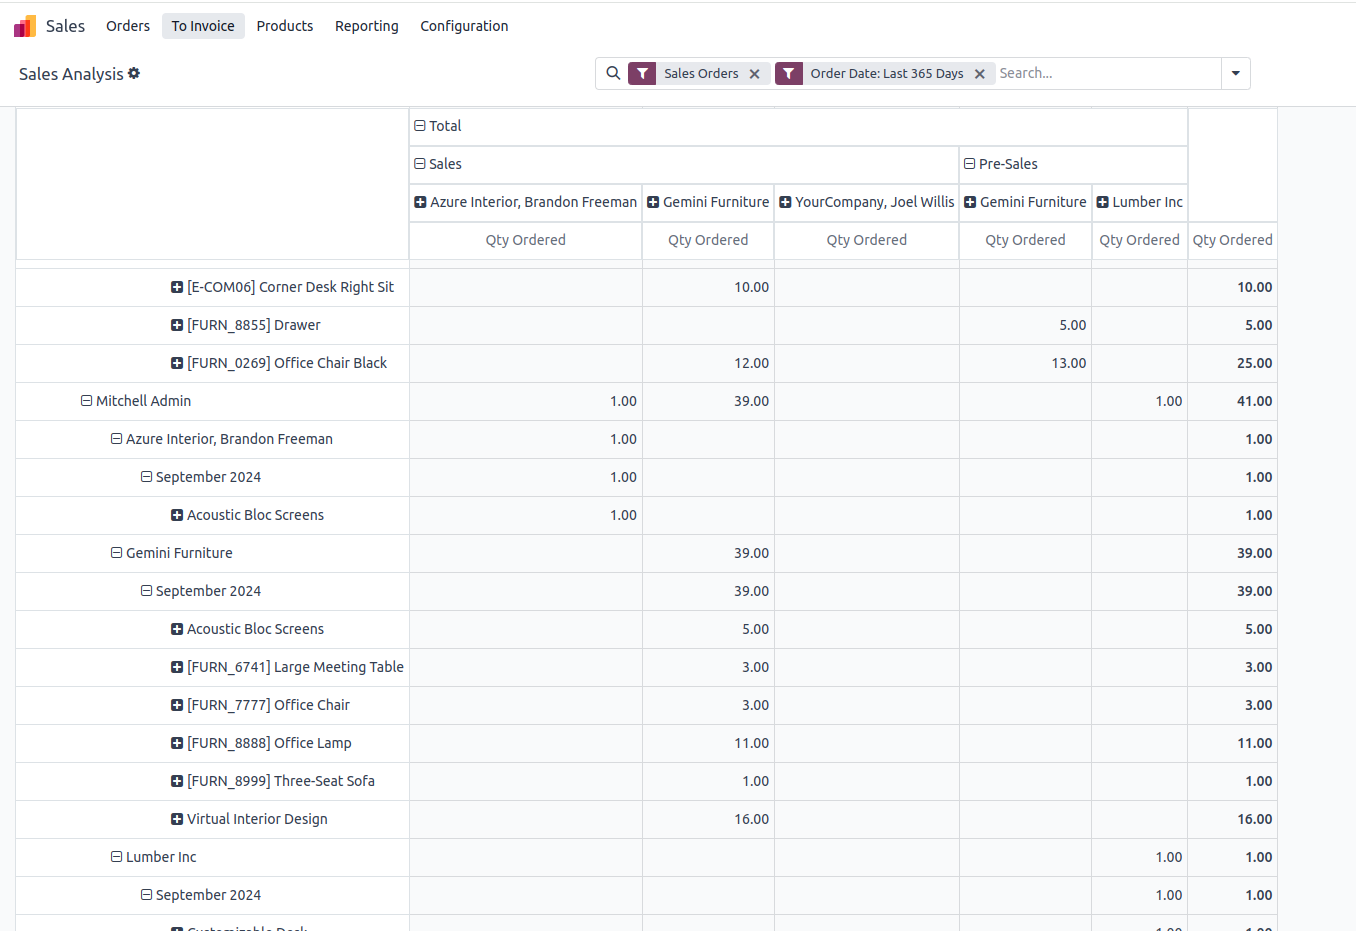 Sales Orders To Invoice Products Reporting Configuration
Sales Analysis Sales Orders Order Date: Last 365 Days Search...
Total
Sales Pre-Sales
Azure Interior, Brandon Freeman Gemini Furniture YourCompany, Joel Willis Gemini Furniture Lumber Inc
Qty Ordered Qty Ordered Qty Ordered Qty Ordered Qty Ordered Qty Ordered
[E-COM06] Corner Desk Right Sit 10.00 10.00
[FURN_8855] Drawer 5.00 5.00
[FURN_0269] Office Chair Black 12.00 13.00 25.00
Mitchell Admin 1.00 39.00 1.00 41.00
Azure Interior, Brandon Freeman 1.00 1.00
September 2024 1.00 1.00
Acoustic Bloc Screens 1.00 1.00
Gemini Furniture 39.00 39.00
September 2024 39.00 39.00
Acoustic Bloc Screens 5.00 5.00
[FURN_6741] Large Meeting Table 3.00 3.00
[FURN_7777] Office Chair 3.00 3.00
[FURN_8888] Office Lamp 11.00 11.00
[FURN_8999] Three-Seat Sofa 1.00 1.00
Virtual Interior Design 16.00 16.00
Lumber Inc 1.00 1.00
September 2024 1.00 1.00
Customizable Desk 1.00 1.00